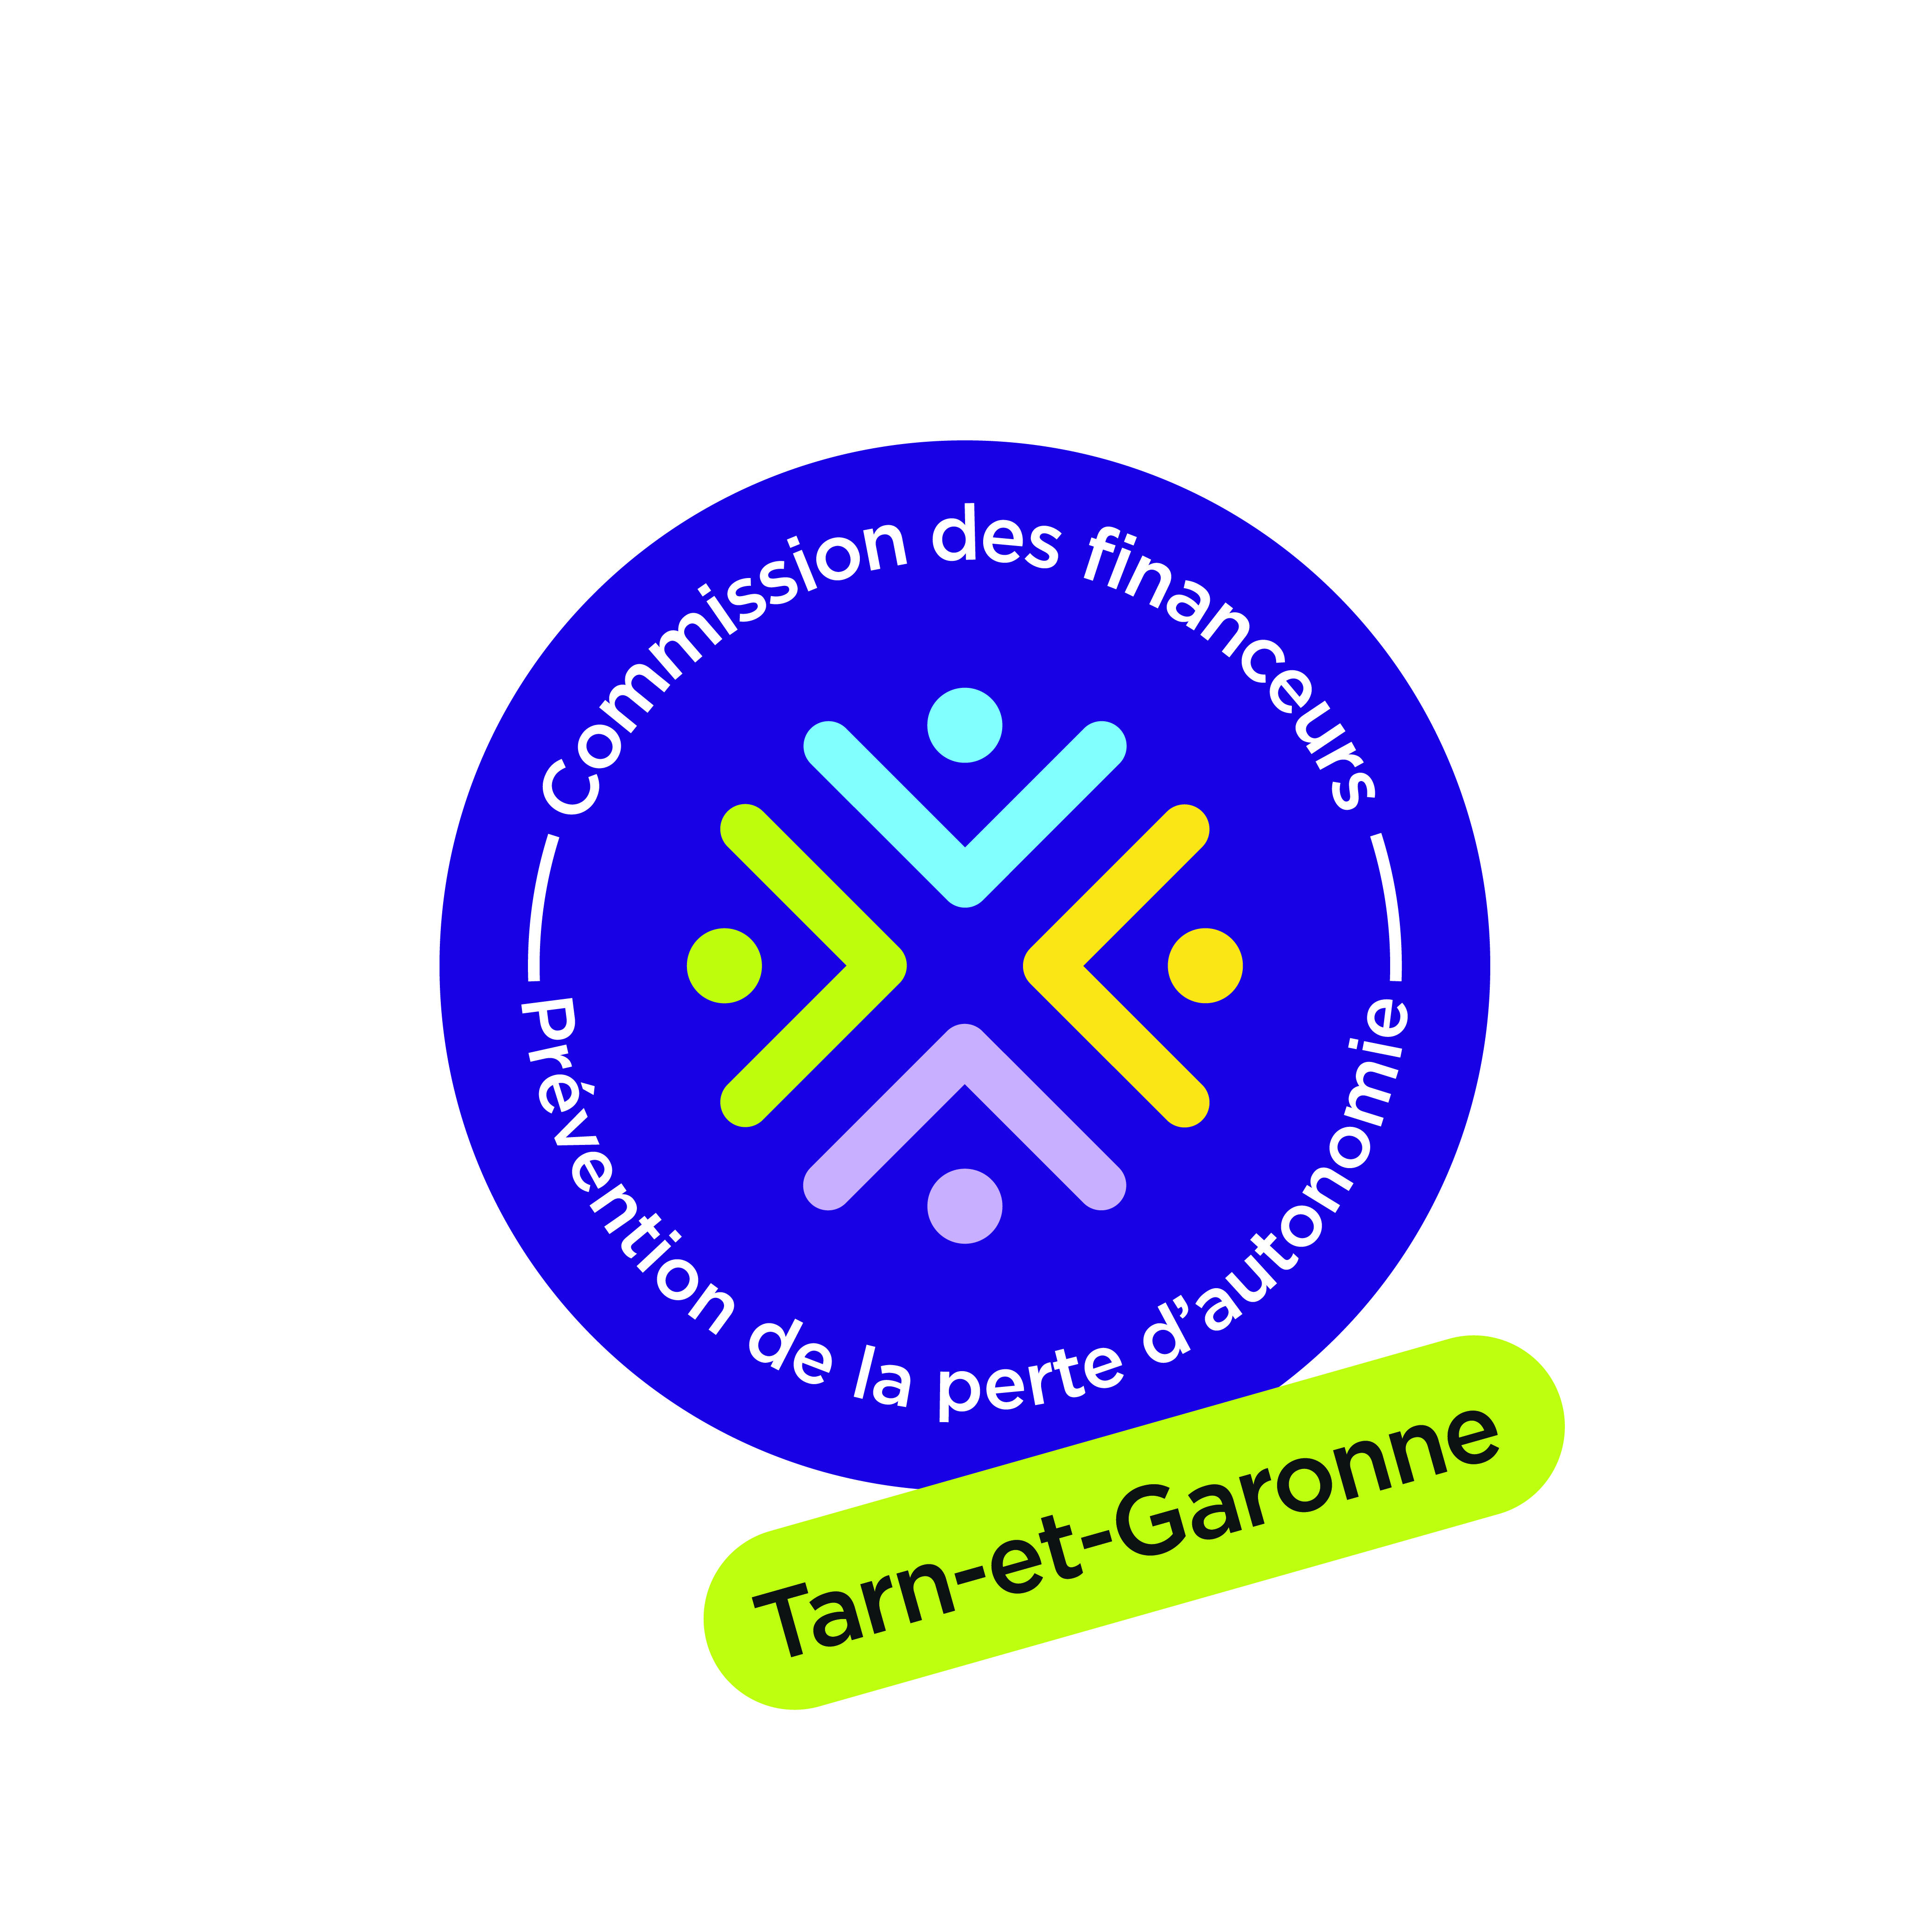 Commission des financeurs
Prévention de la perte d'autonomie
Tarn-et-Garonne